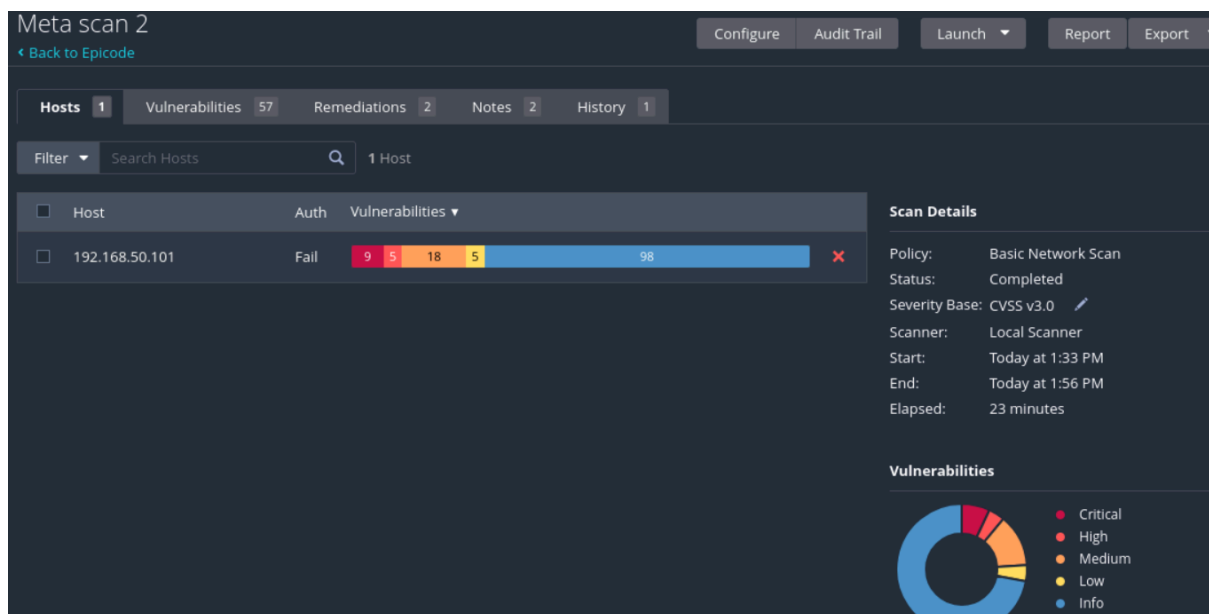 Meta scan 2
Configure Audit Trail Launch Report Export
Back to Epicode
Hosts 1 Vulnerabilities 57 Remediations 2 Notes 2 History 1
Filter Search Hosts 1 Host
Host Auth Vulnerabilities
192.168.50.101 Fail 9 5 18 5 98
Scan Details
Policy: Basic Network Scan
Status: Completed
Severity Base: CVSS v3.0
Scanner: Local Scanner
Start: Today at 1:33 PM
End: Today at 1:56 PM
Elapsed: 23 minutes
Vulnerabilities
Critical
High
Medium
Low
Info